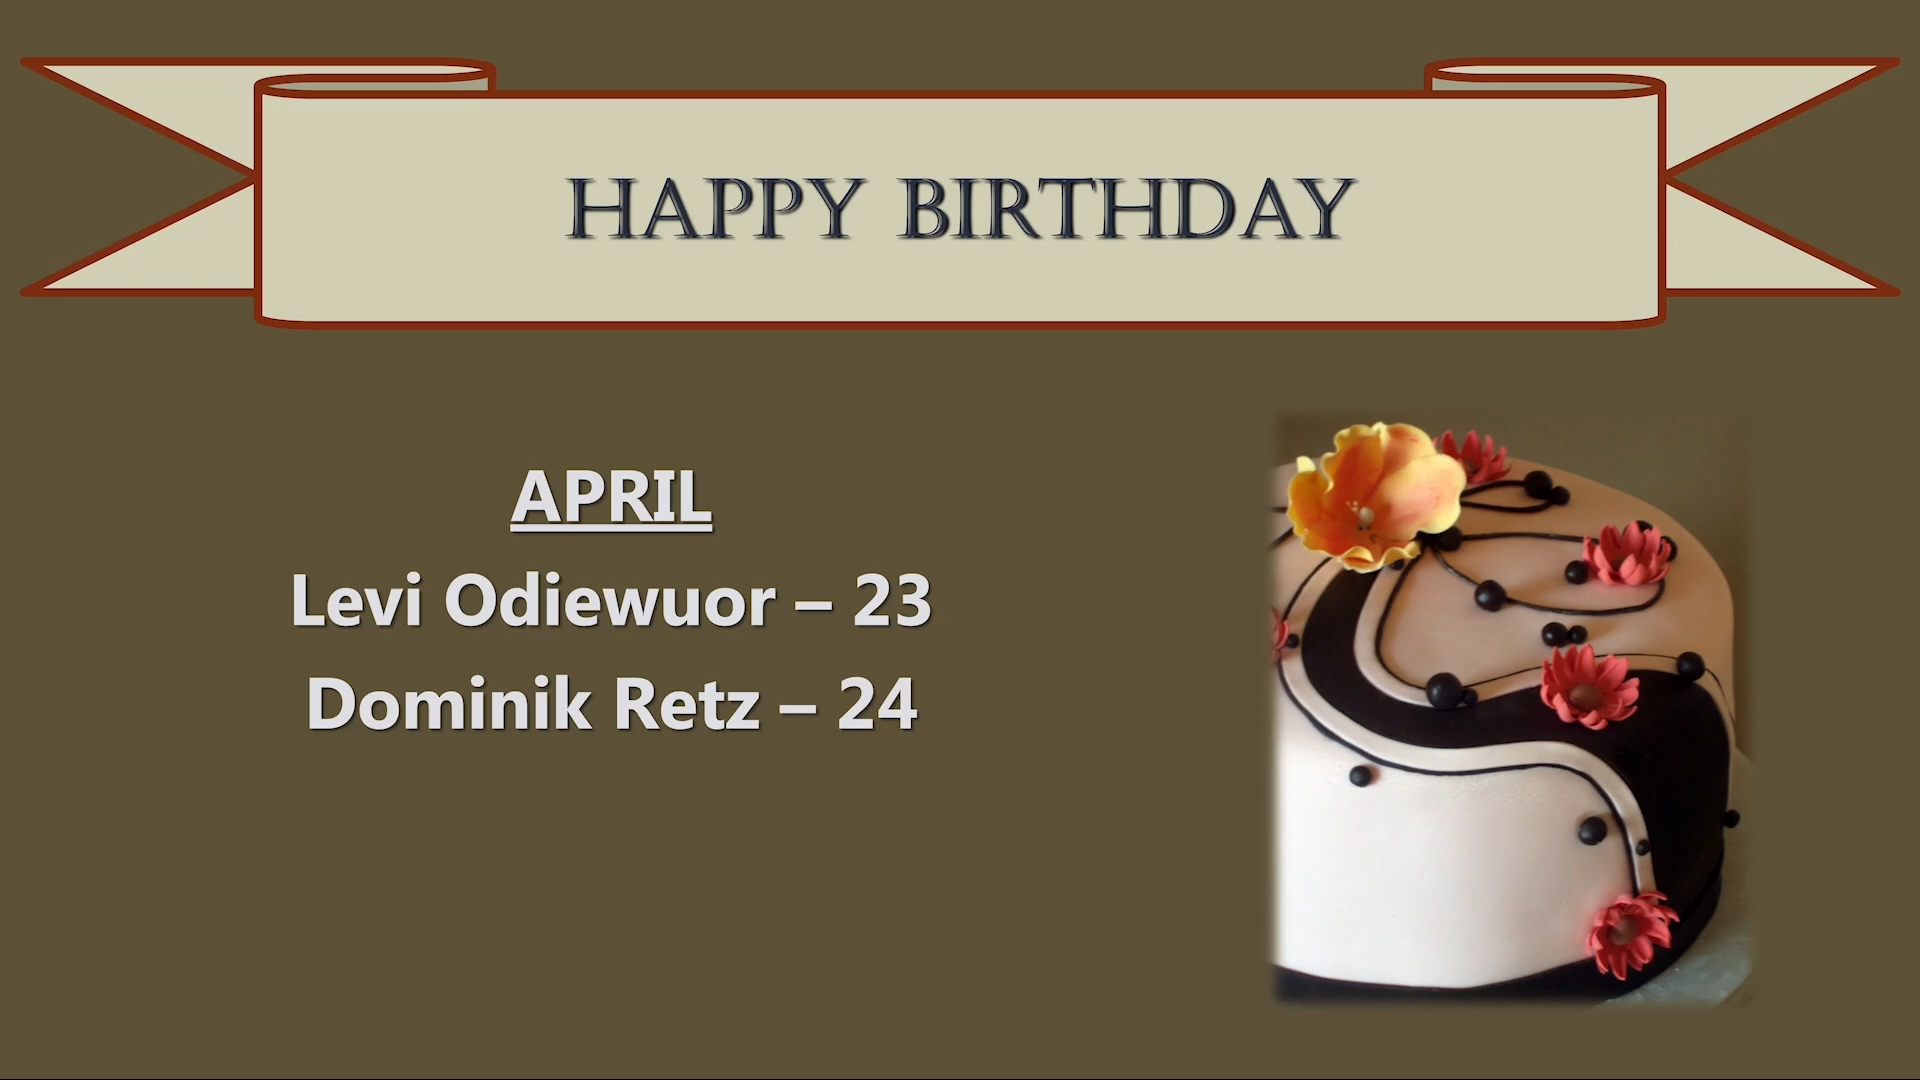 HAPPY BIRTHDAY
APRIL
Levi Odiewuor – 23
Dominik Retz – 24